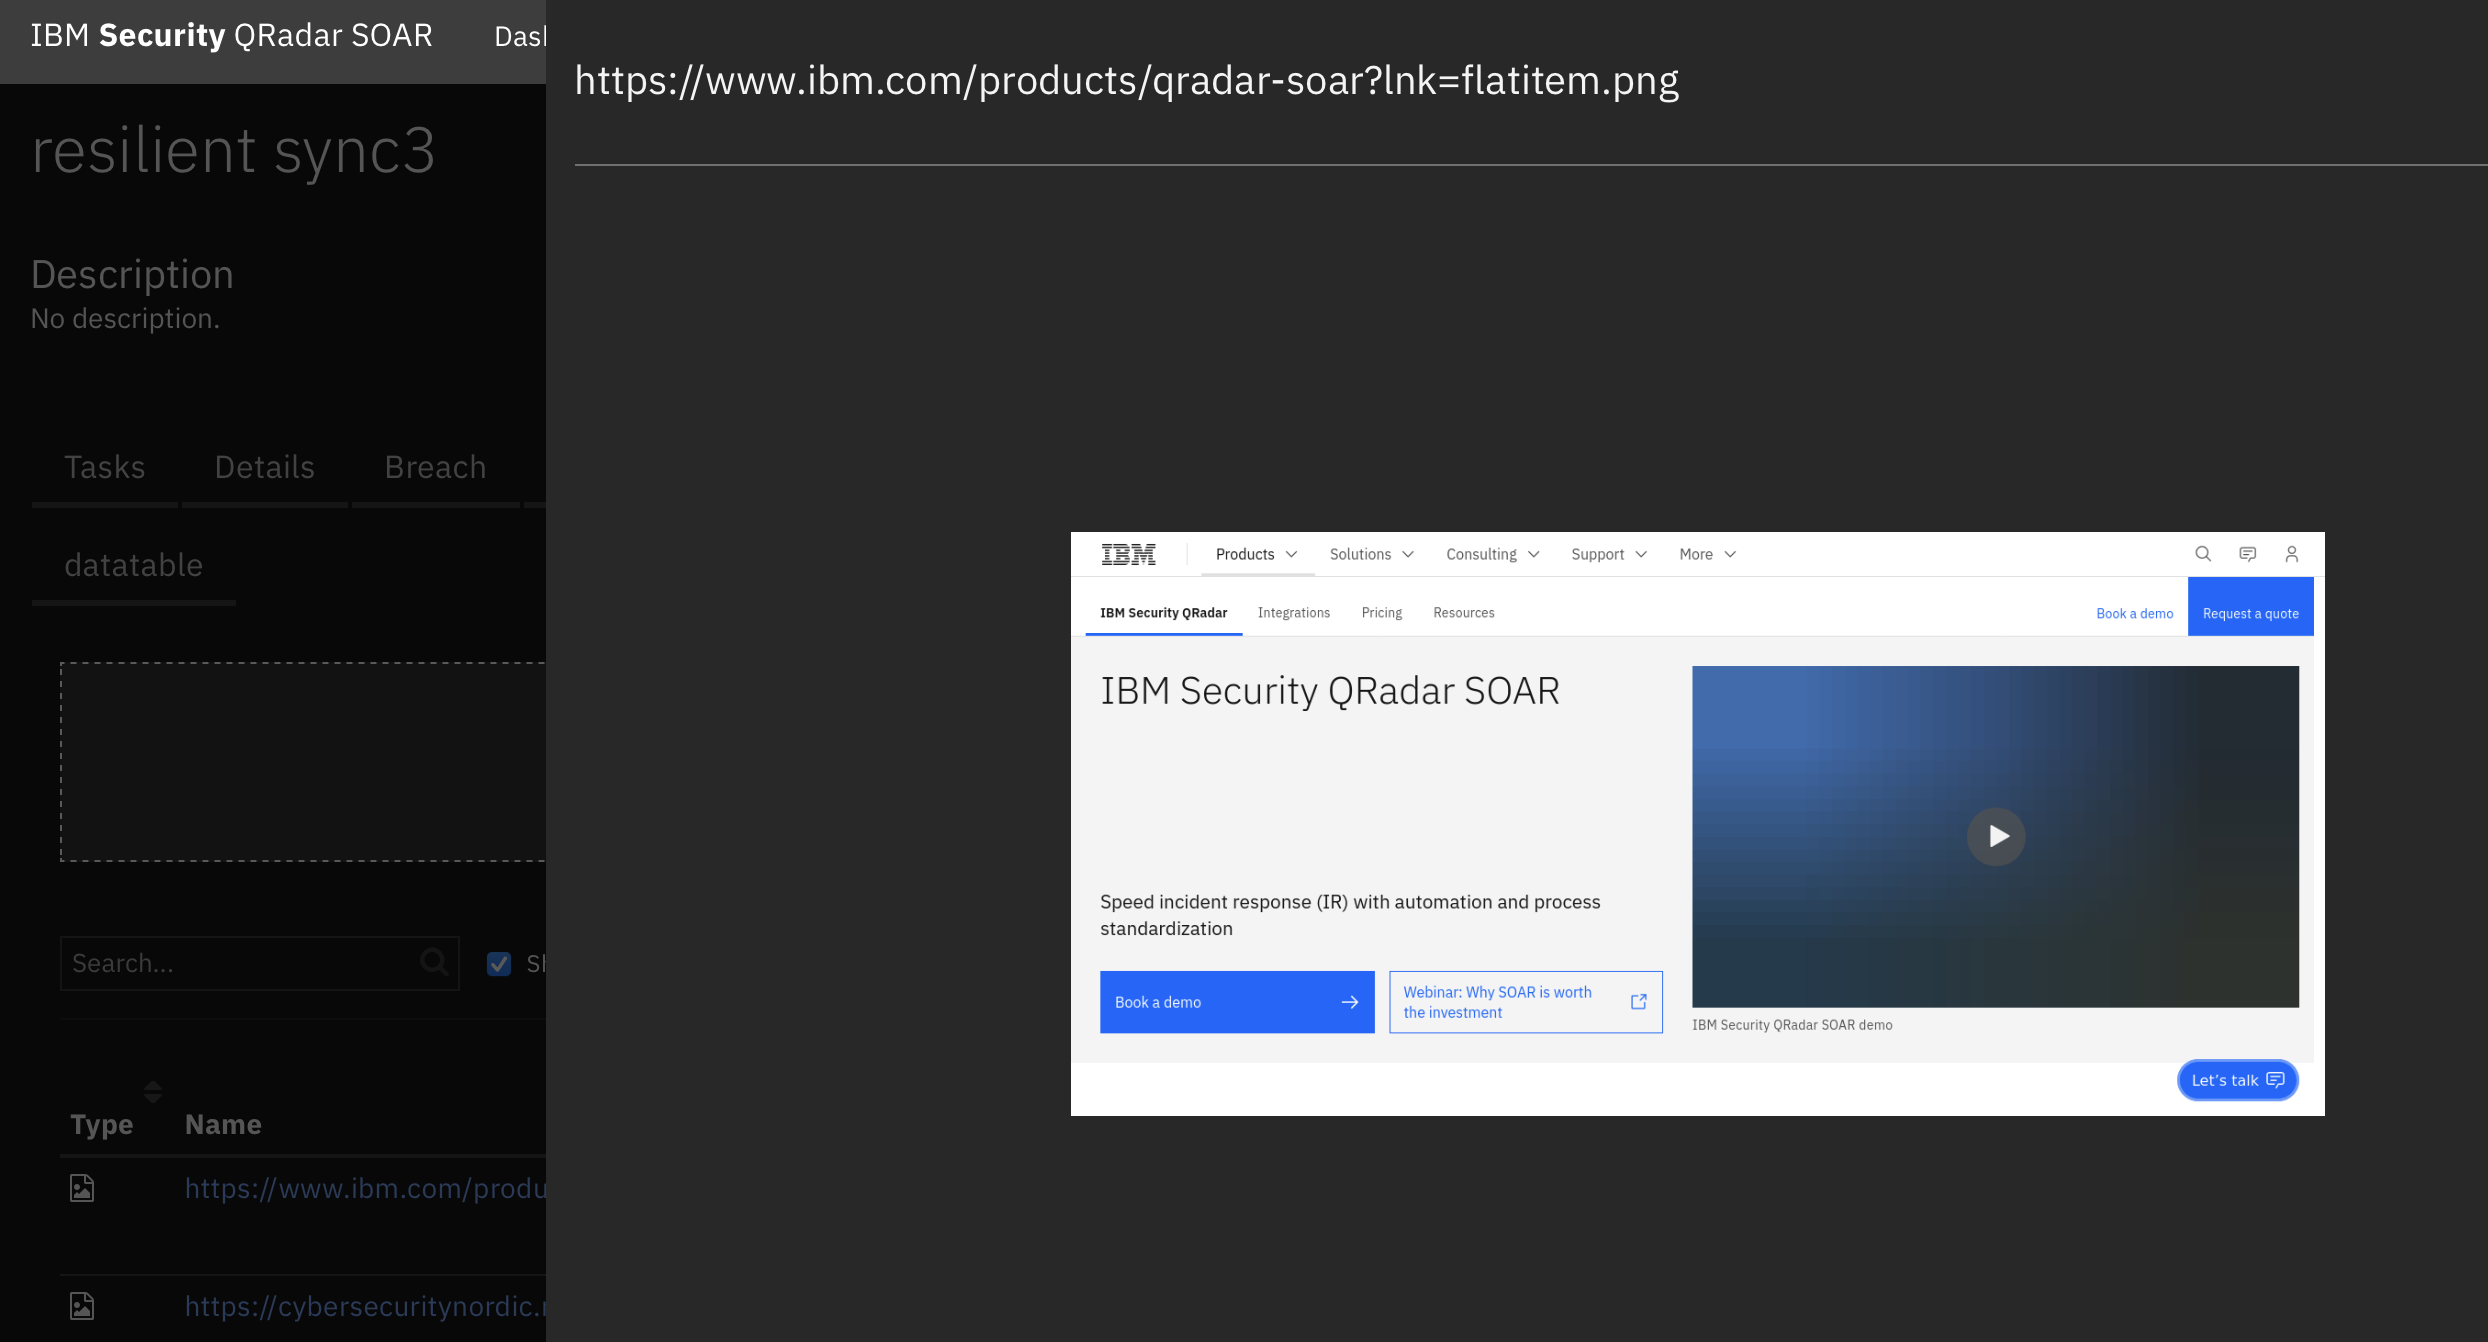 IBM Security QRadar SOAR
resilient sync3
Description
No description.
Tasks Details Breach
datatable
Search...
Type Name
https://www.ibm.com/produ
https://cybersecuritynordic.
https://www.ibm.com/products/qradar-soar?lnk=flatitem.png
IBM Products Solutions Consulting Support More
IBM Security QRadar Integrations Pricing Resources Book a demo Request a quote
IBM Security QRadar SOAR
Speed incident response (IR) with automation and process
standardization
Book a demo
Webinar: Why SOAR is worth
the investment
IBM Security QRadar SOAR demo
Let's talk